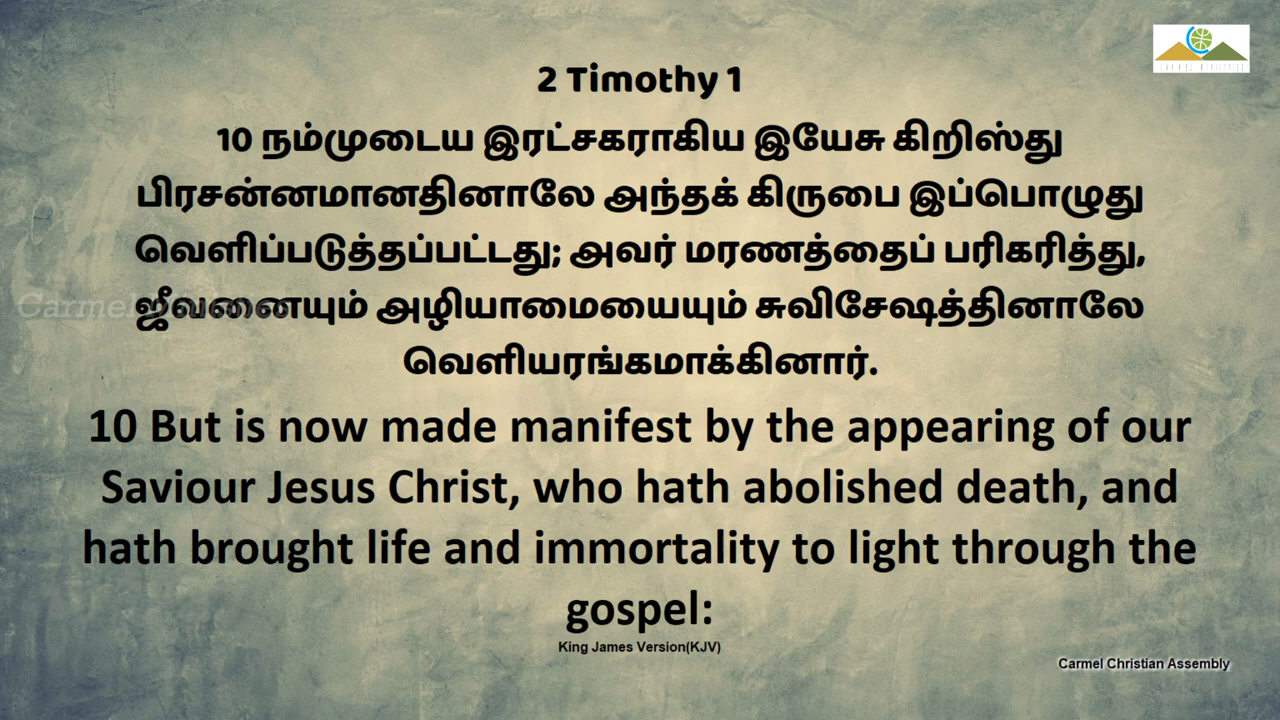 2 Timothy 1
10 நம்முடைய இரட்சகராகிய இயேசு கிறிஸ்து
பிரசன்னமானதினாலே அந்தக் கிருபை இப்பொழுது
வெளிப்படுத்தப்பட்டது; அவர் மரணத்தைப் பரிகரித்து,
ஜீவனையும் அழியாமையையும் சுவிசேஷத்தினாலே
வெளியரங்கமாக்கினார்.
10 But is now made manifest by the appearing of our
Saviour Jesus Christ, who hath abolished death, and
hath brought life and immortality to light through the
gospel:
King James Version(KJV)
Carmel Christian Assembly